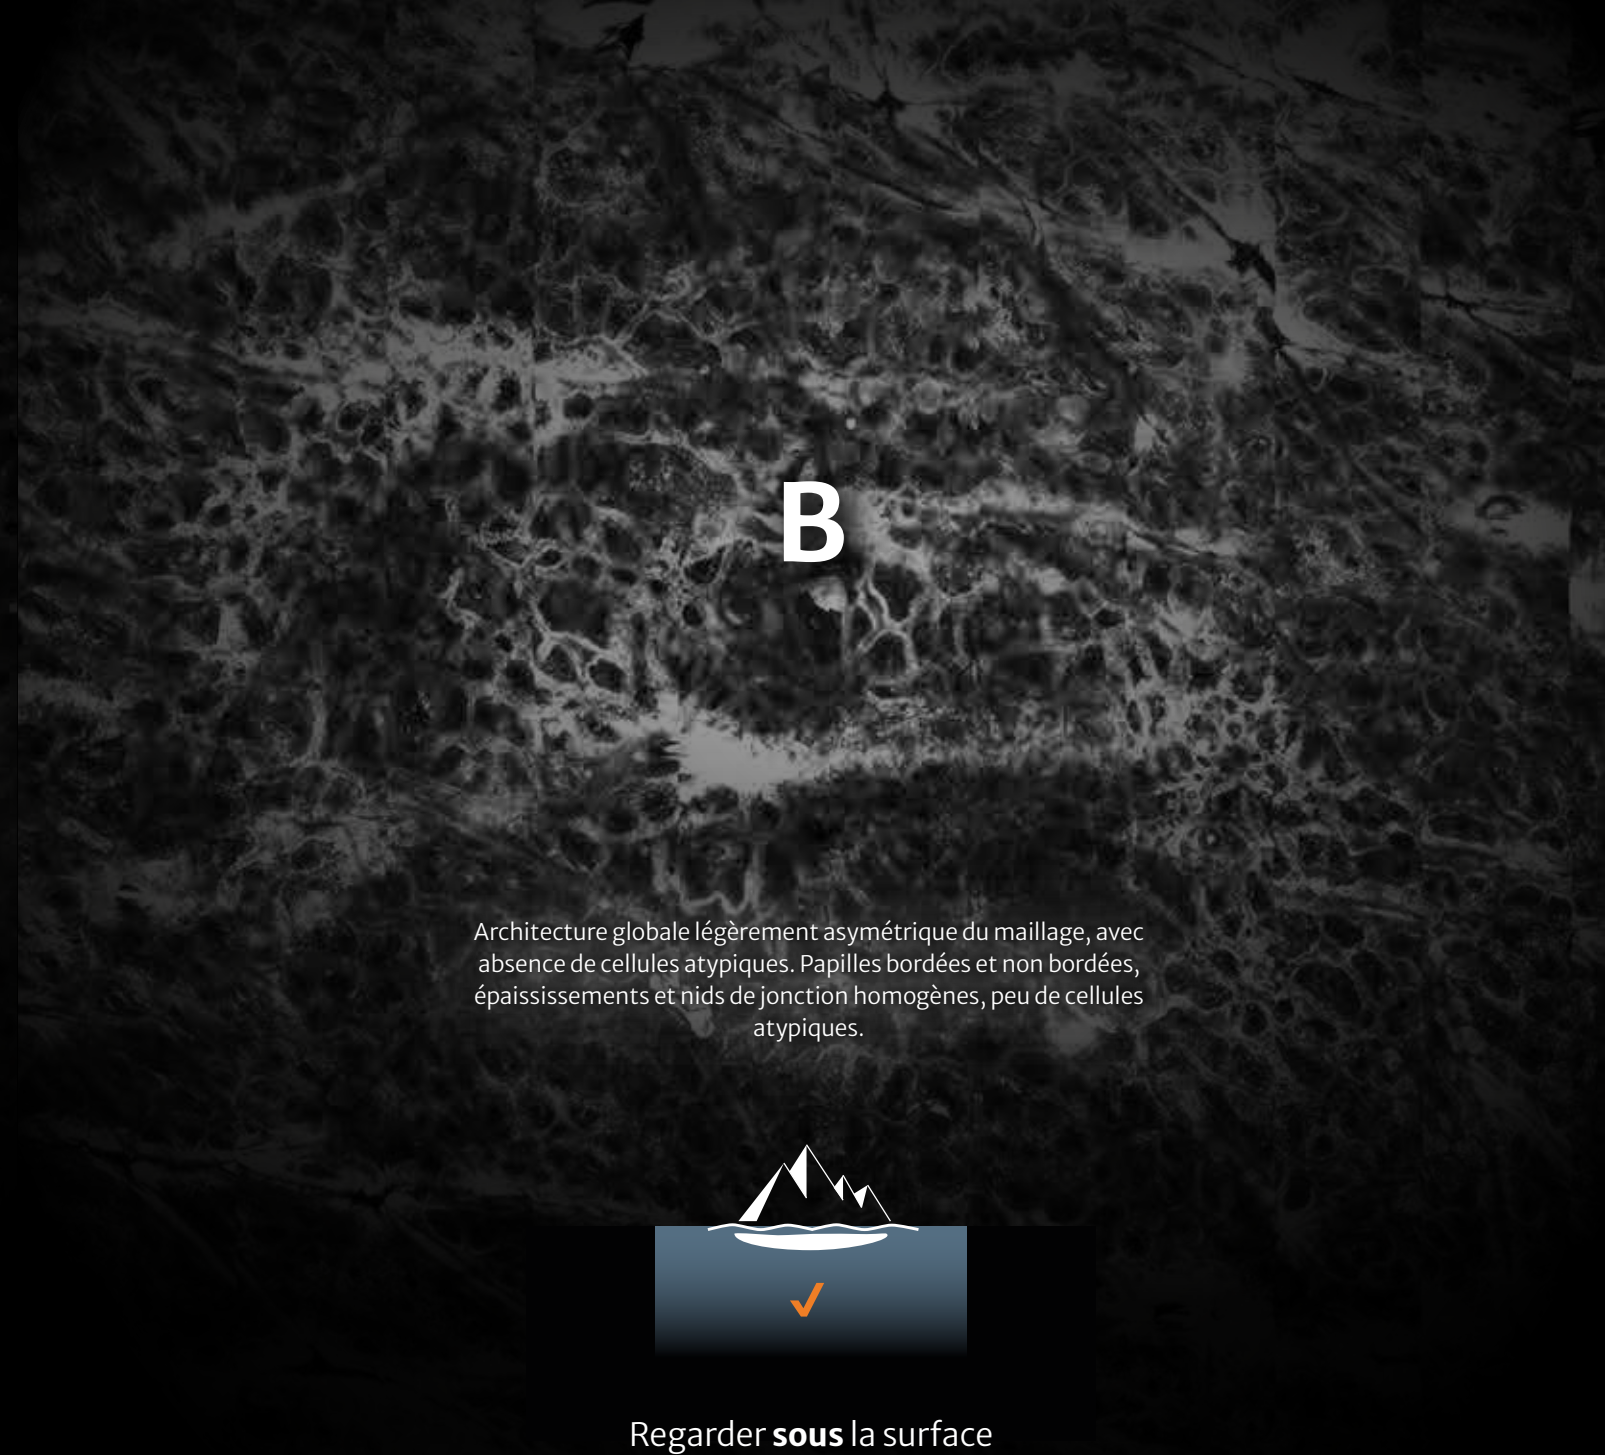 B
Architecture globale légèrement asymétrique du maillage, avec
absence de cellules atypiques. Papilles bordées et non bordées,
épaississements et nids de jonction homogènes, peu de cellules
atypiques.
Regarder sous la surface